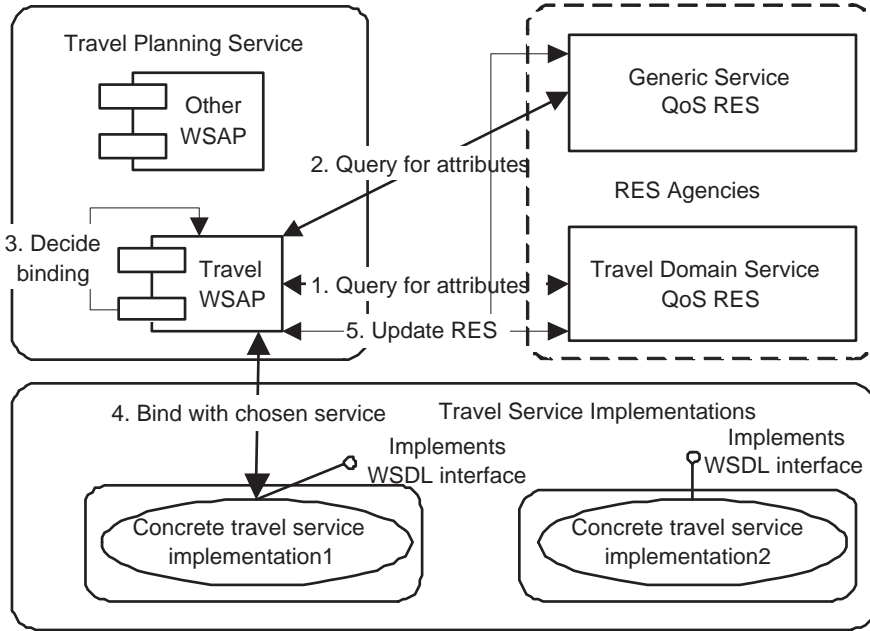 Travel Planning Service
Other
WSAP
Generic Service
QoS RES
2. Query for attributes
RES Agencies
3. Decide
binding
Travel
WSAP
1. Query for attributes
Travel Domain Service
QoS RES
5. Update RES
4. Bind with chosen service
Travel Service Implementations
Implements
WSDL interface
Implements
WSDL interface
Concrete travel service
implementation1
Concrete travel service
implementation2